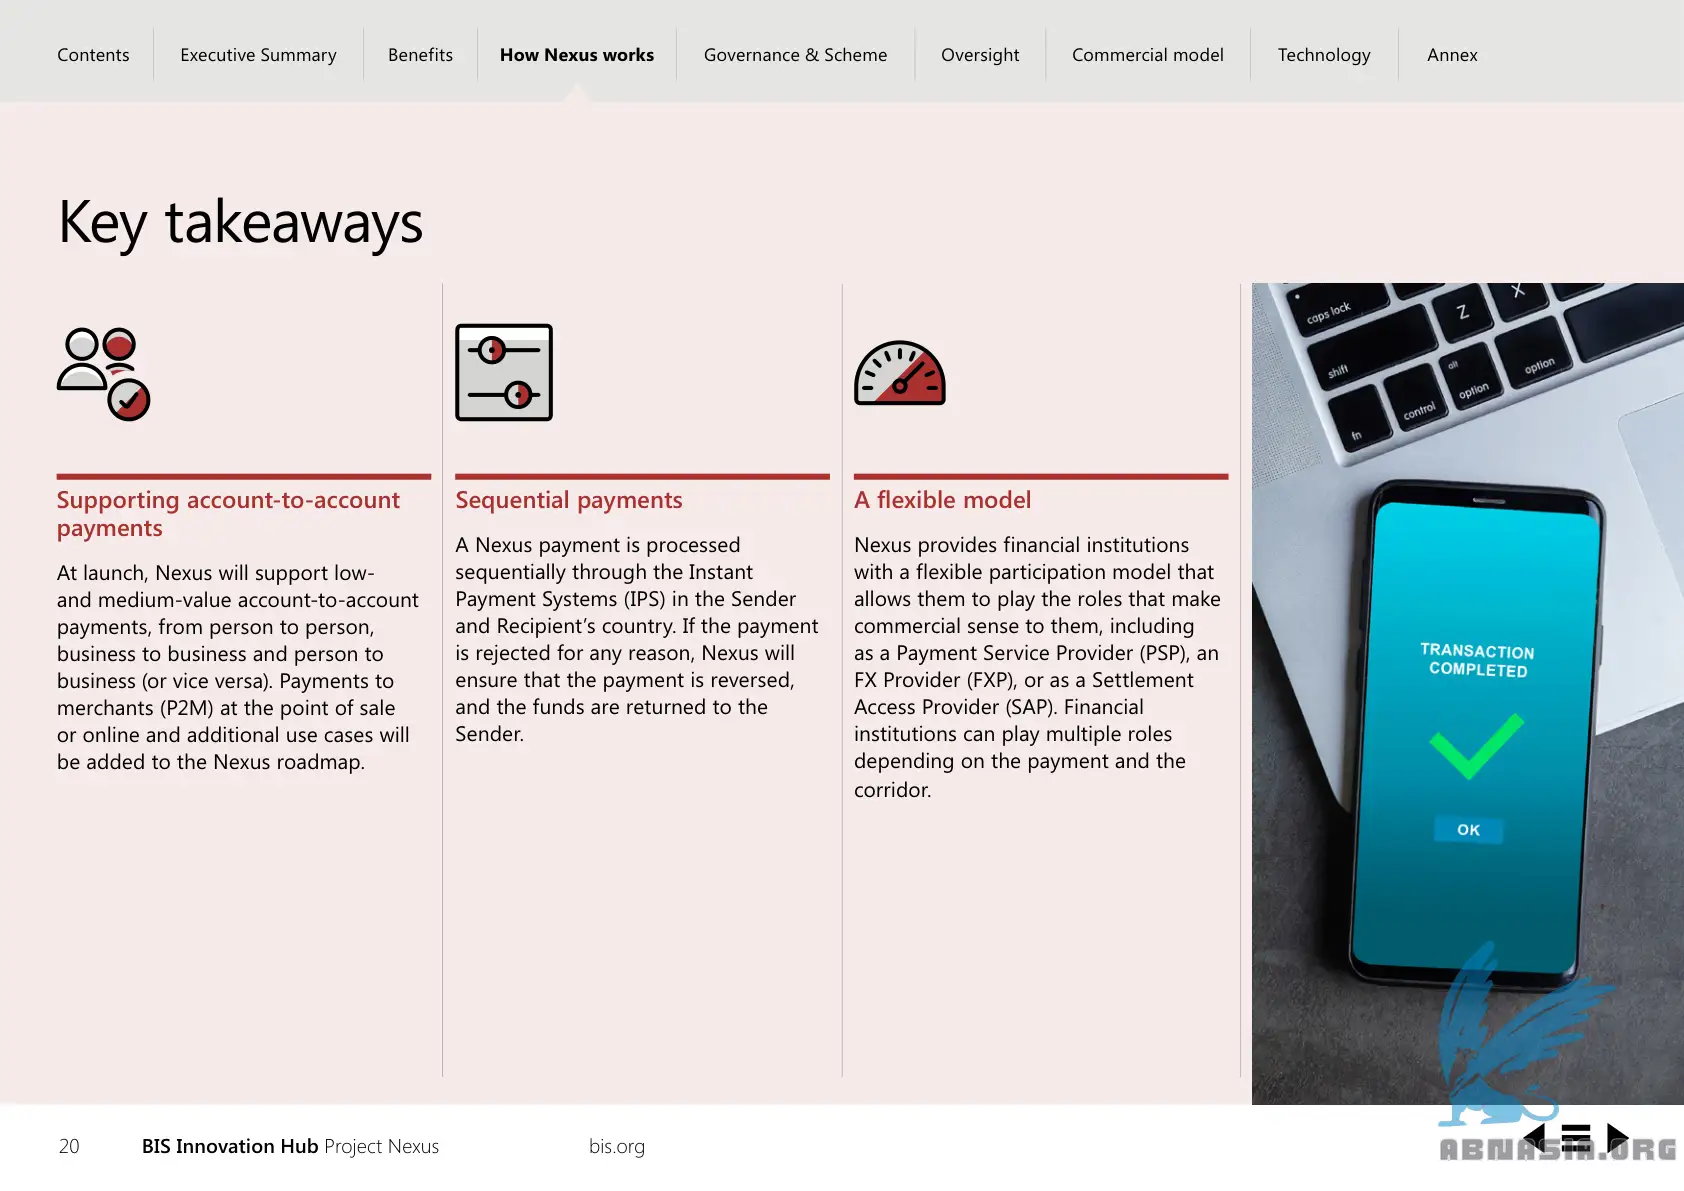 Contents
Executive Summary
Benefits
How Nexus works
Governance & Scheme
Oversight
Commercial model
Technology
Annex
Key takeaways
Supporting account-to-account
payments
At launch, Nexus will support low-
and medium-value account-to-account
payments, from person to person,
business to business and person to
business (or vice versa). Payments to
merchants (P2M) at the point of sale
or online and additional use cases will
be added to the Nexus roadmap.
Sequential payments
A Nexus payment is processed
sequentially through the Instant
Payment Systems (IPS) in the Sender
and Recipient’s country. If the payment
is rejected for any reason, Nexus will
ensure that the payment is reversed,
and the funds are returned to the
Sender.
A flexible model
Nexus provides financial institutions
with a flexible participation model that
allows them to play the roles that make
commercial sense to them, including
as a Payment Service Provider (PSP), an
FX Provider (FXP), or as a Settlement
Access Provider (SAP). Financial
institutions can play multiple roles
depending on the payment and the
corridor.
caps lock
Z
X
shift
fn
control
alt
option
option
TRANSACTION
COMPLETED
OK
20
BIS Innovation Hub Project Nexus
bis.org
ABNASIA.ORG